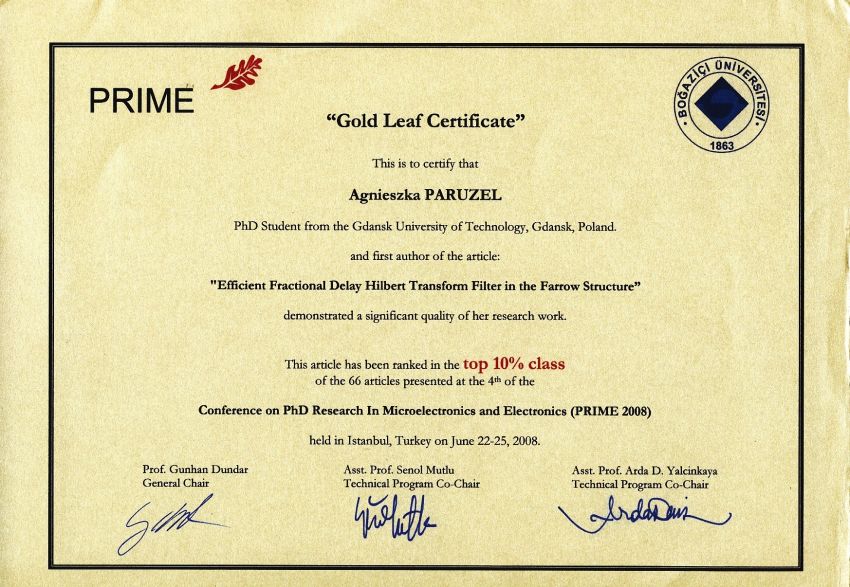 PRIME
BOĞAZİÇİ ÜNİVERSİTESİ
1863
“Gold Leaf Certificate”
This is to certify that
Agnieszka PARUZEL
PhD Student from the Gdansk University of Technology, Gdansk, Poland.
and first author of the article:
"Efficient Fractional Delay Hilbert Transform Filter in the Farrow Structure”
demonstrated a significant quality of her research work.
This article has been ranked in the top 10% class
of the 66 articles presented at the 4th of the
Conference on PhD Research In Microelectronics and Electronics (PRIME 2008)
held in Istanbul, Turkey on June 22-25, 2008.
Prof. Gunhan Dundar
General Chair
Asst. Prof. Senol Mutlu
Technical Program Co-Chair
Asst. Prof. Arda D. Yalcinkaya
Technical Program Co-Chair